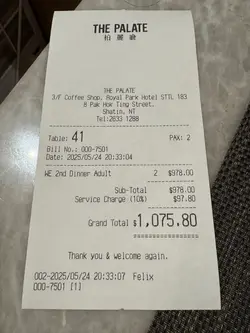 THE PALATE
柏麗廳
THE PALATE
3/F Coffee Shop, Royal Park Hotel STTL 183
8 Pak Hok Ting Street,
Shatin, NT
Tel:2633 1288
Table: 41 PAX: 2
Bill No.: 000-7501
Date: 2025/05/24 20:33:04
WE 2nd Dinner Adult 2 $978.00
Sub-Total $978.00
Service Charge (10%) $97.80
Grand Total $1,075.80
Thank you & welcome again.
002-2025/05/24 20:33:07 Felix
000-7501 [1]